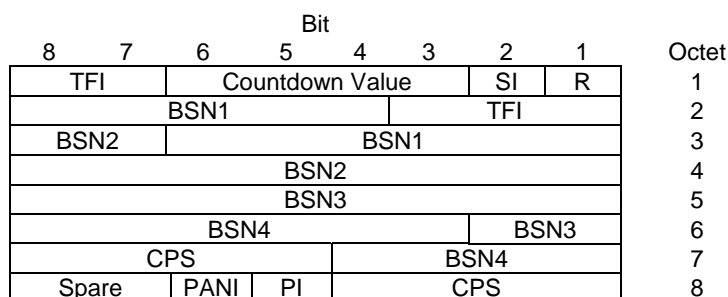 Bit
8 7 6 5 4 3 2 1 Octet
TFI Countdown Value SI R 1
BSN1 TFI 2
BSN2 BSN1 3
BSN2 4
BSN3 5
BSN4 BSN3 6
CPS BSN4 7
Spare PANI PI CPS 8